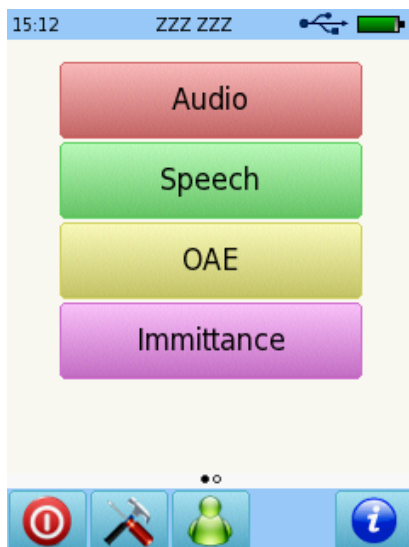 15:12 ZZZ ZZZ
Audio
Speech
OAE
Immittance